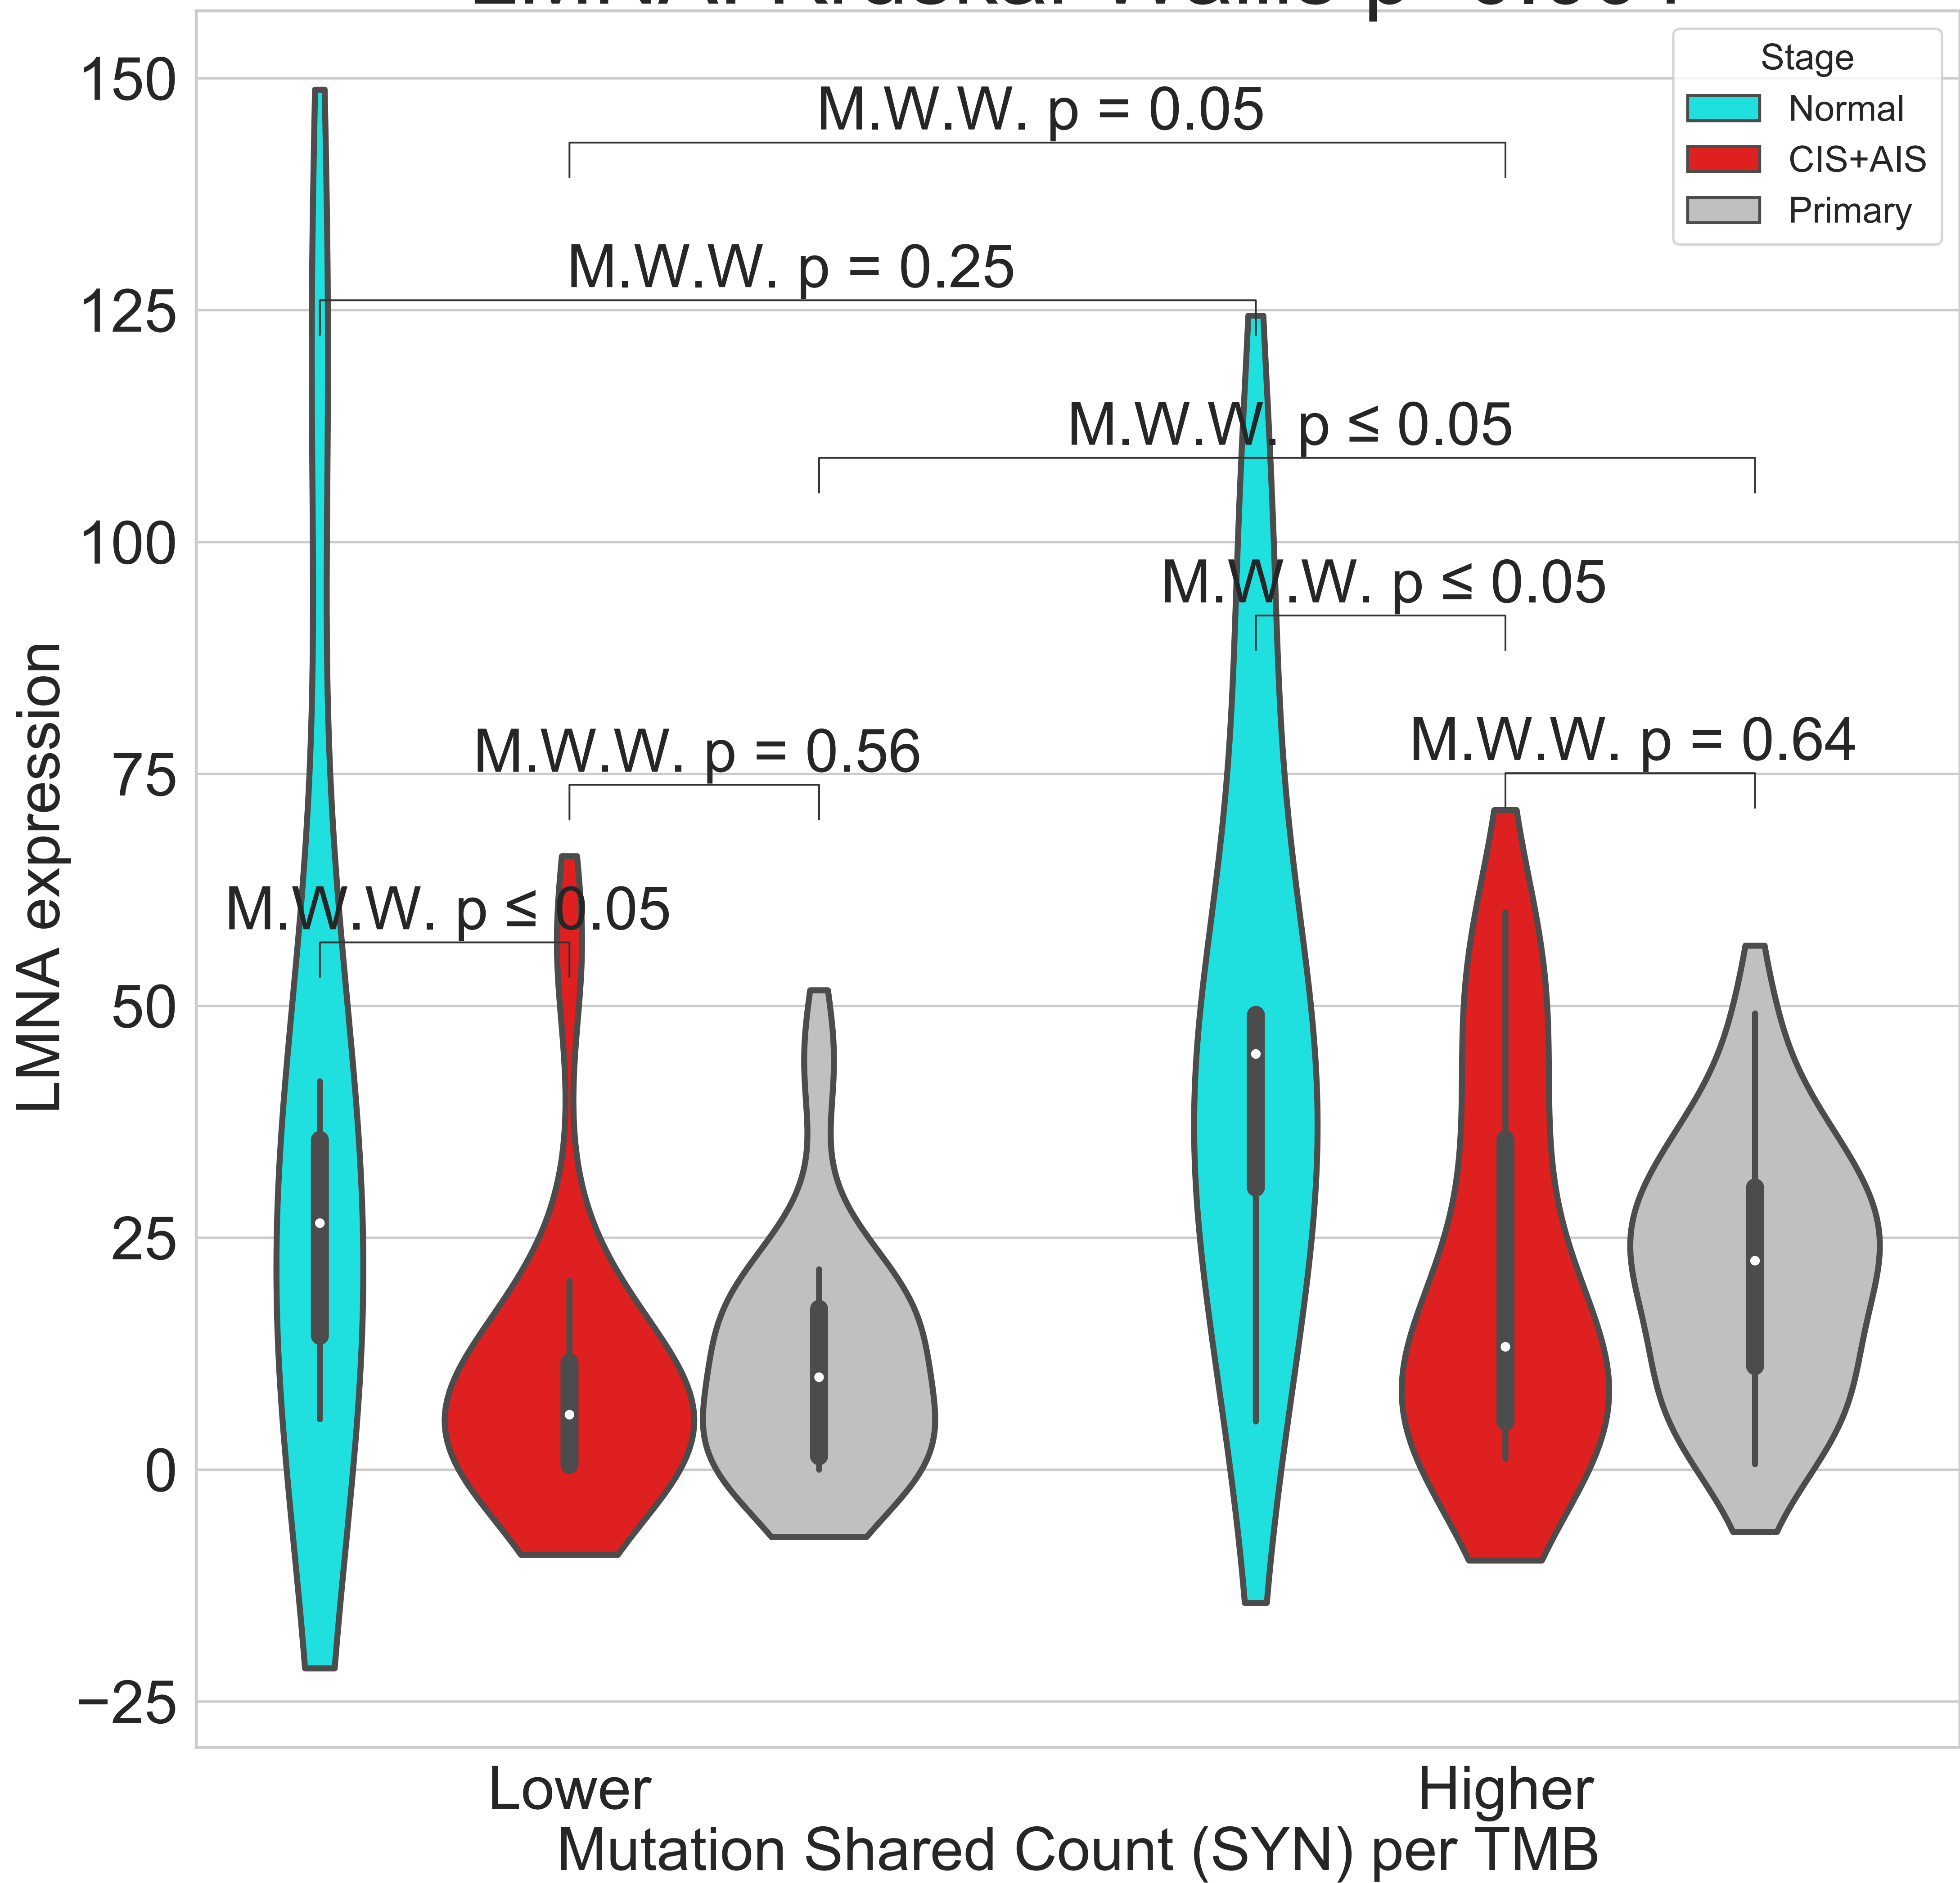 150
125
100
75
50
25
0
−25
LMNA expression
Stage
Normal
CIS+AIS
Primary
M.W.W. p = 0.05
M.W.W. p = 0.25
M.W.W. p ≤ 0.05
M.W.W. p ≤ 0.05
M.W.W. p = 0.56
M.W.W. p = 0.64
M.W.W. p ≤ 0.05
Lower
Higher
Mutation Shared Count (SYN) per TMB